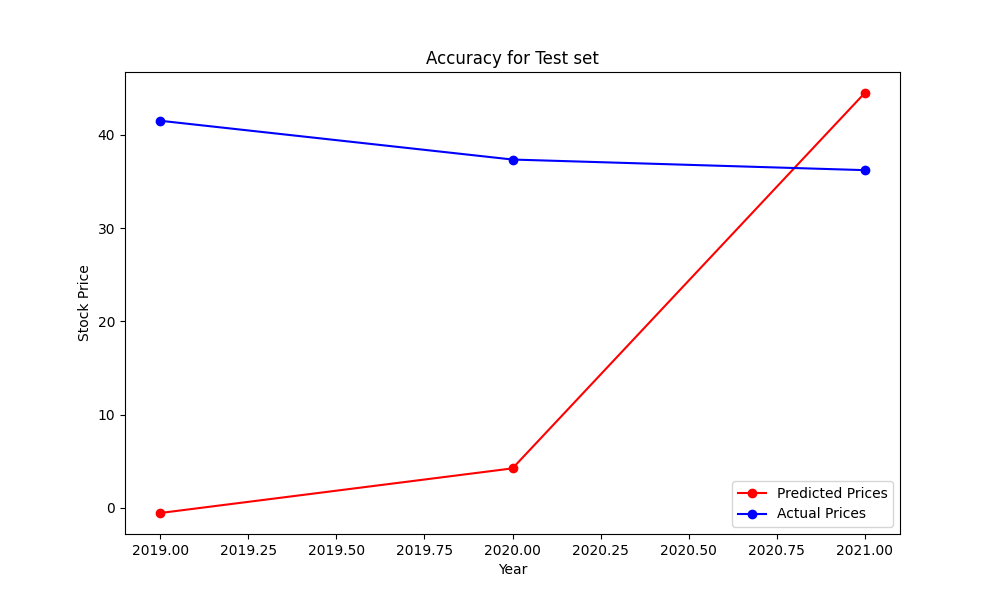 Accuracy for Test set
Stock Price
40
30
20
10
0
Predicted Prices
Actual Prices
2019.00 2019.25 2019.50 2019.75 2020.00 2020.25 2020.50 2020.75 2021.00
Year